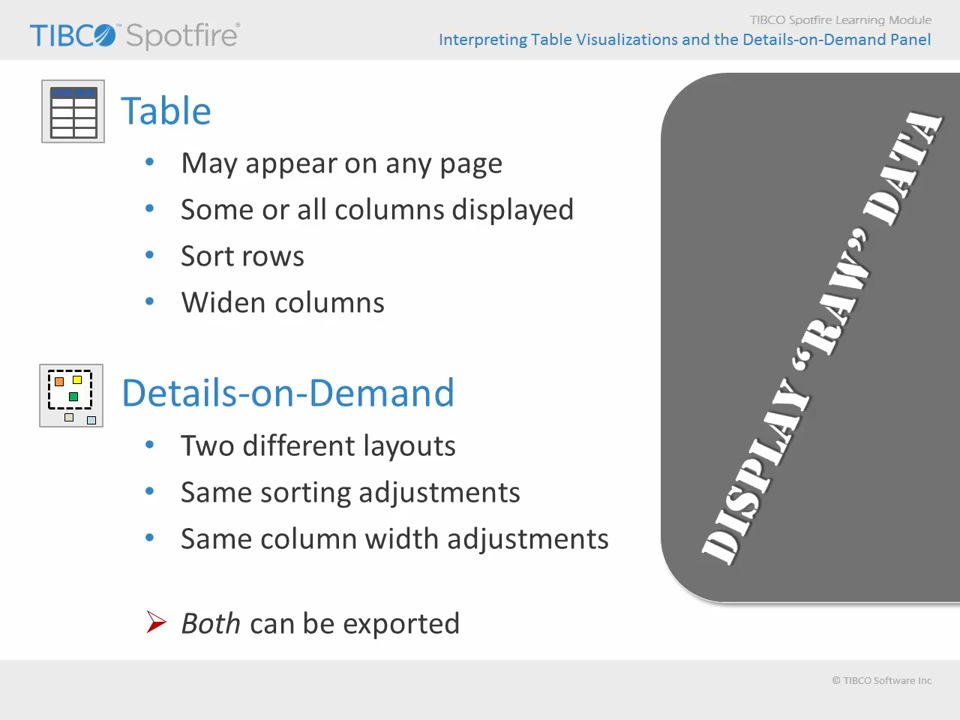 TIBCO™ Spotfire®
TIBCO Spotfire Learning Module
Interpreting Table Visualizations and the Details-on-Demand Panel
Table
• May appear on any page
• Some or all columns displayed
• Sort rows
• Widen columns
Details-on-Demand
• Two different layouts
• Same sorting adjustments
• Same column width adjustments
➢ Both can be exported
DISPLAY “RAW” DATA
© TIBCO Software Inc